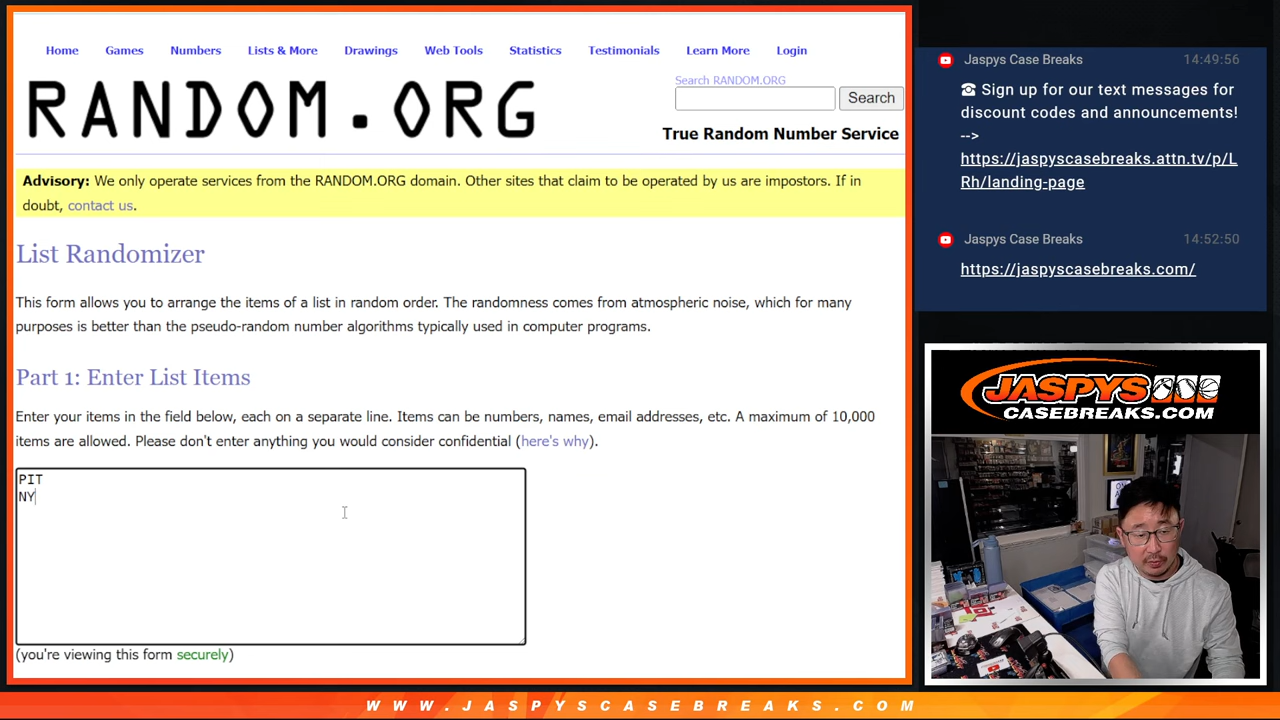 Home Games Numbers Lists & More Drawings Web Tools Statistics Testimonials Learn More Login
RANDOM.ORG
Search RANDOM.ORG
Search
True Random Number Service
Advisory: We only operate services from the RANDOM.ORG domain. Other sites that claim to be operated by us are impostors. If in
doubt, contact us.
List Randomizer
This form allows you to arrange the items of a list in random order. The randomness comes from atmospheric noise, which for many
purposes is better than the pseudo-random number algorithms typically used in computer programs.
Part 1: Enter List Items
Enter your items in the field below, each on a separate line. Items can be numbers, names, email addresses, etc. A maximum of 10,000
items are allowed. Please don't enter anything you would consider confidential (here's why).
PIT
NY
(you're viewing this form securely)
Jaspys Case Breaks 14:49:56
☎ Sign up for our text messages for
discount codes and announcements!
-->
https://jaspyscasebreaks.attn.tv/p/L
Rh/landing-page
Jaspys Case Breaks 14:52:50
https://jaspyscasebreaks.com/
JASPYS
CASEBREAKS.COM
WWW.JASPYSCASEBREAKS.COM